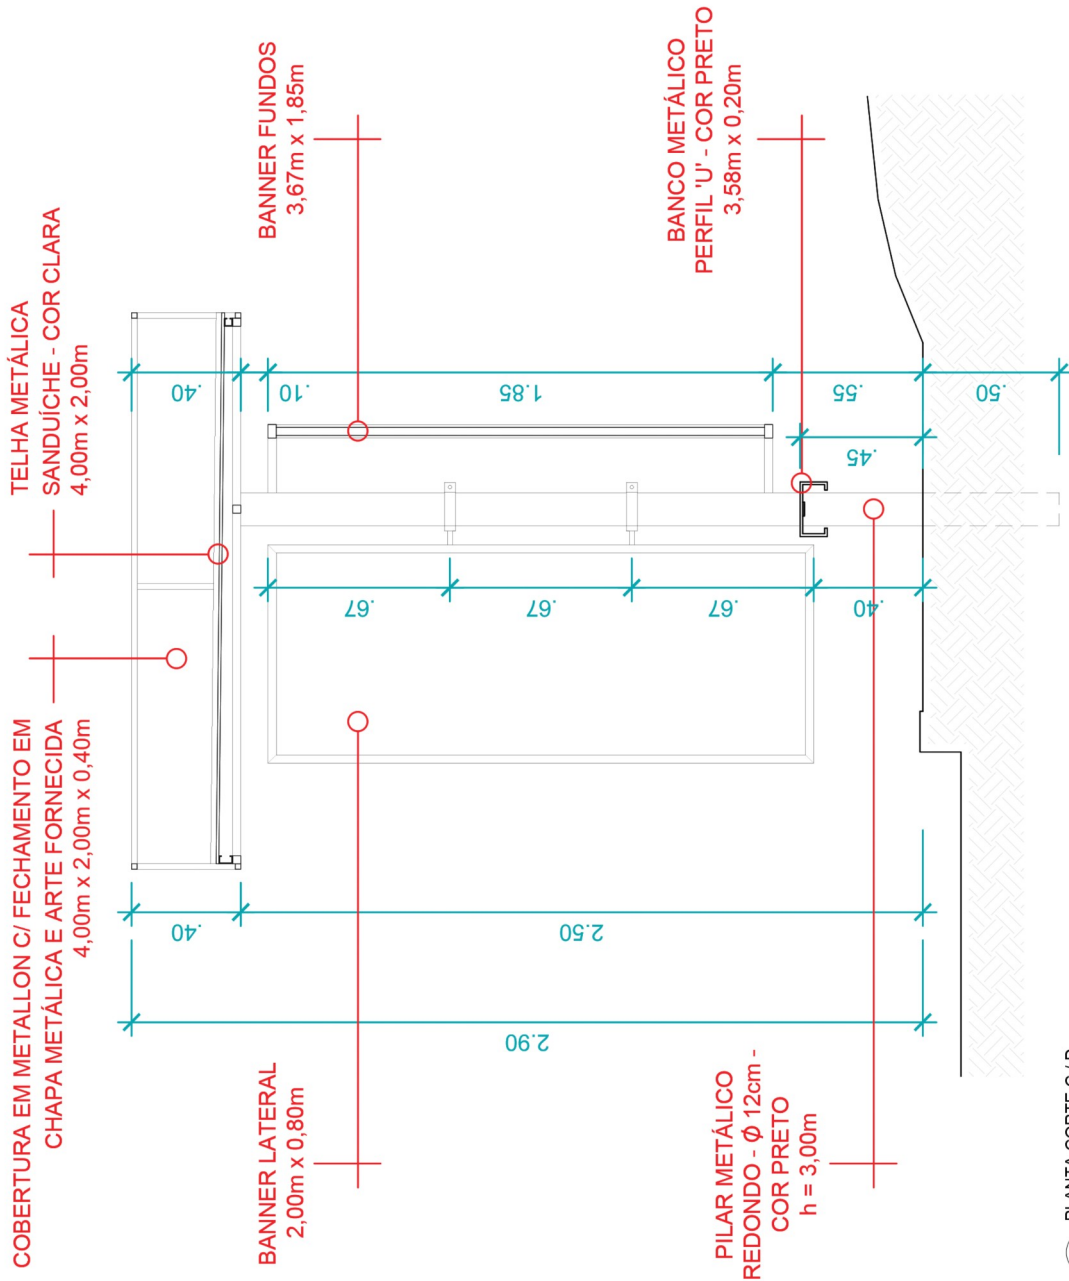 COBERTURA EM METALLON C/ FECHAMENTO EM
CHAPA METÁLICA E ARTE FORNECIDA
4,00m x 2,00m x 0,40m
TELHA METÁLICA
SANDUÍCHE - COR CLARA
4,00m x 2,00m
BANNER FUNDOS
3,67m x 1,85m
BANCO METÁLICO
PERFIL 'U' - COR PRETO
3,58m x 0,20m
BANNER LATERAL
2,00m x 0,80m
PILAR METÁLICO
REDONDO - Ø 12cm -
COR PRETO
h = 3,00m
.40
.10
1.85
.55
.50
.45
.67
.67
.67
.40
.40
2.50
2.90